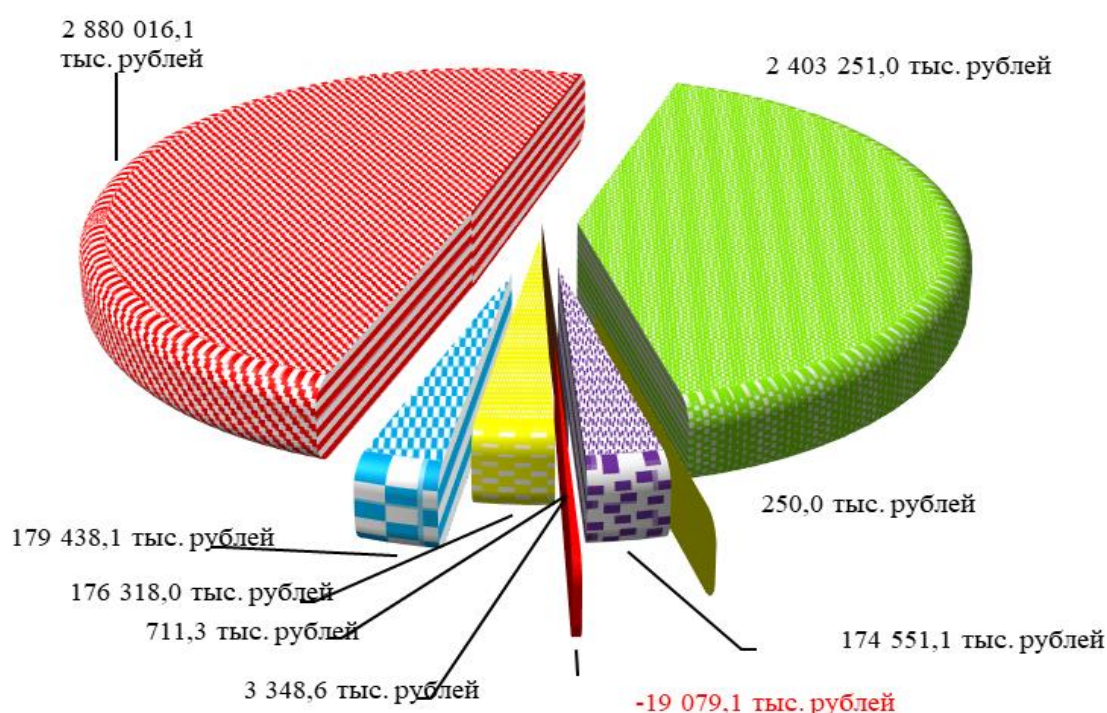 2 880 016,1
тыс. рублей
2 403 251,0 тыс. рублей
250,0 тыс. рублей
179 438,1 тыс. рублей
176 318,0 тыс. рублей
711,3 тыс. рублей
174 551,1 тыс. рублей
3 348,6 тыс. рублей
-19 079,1 тыс. рублей